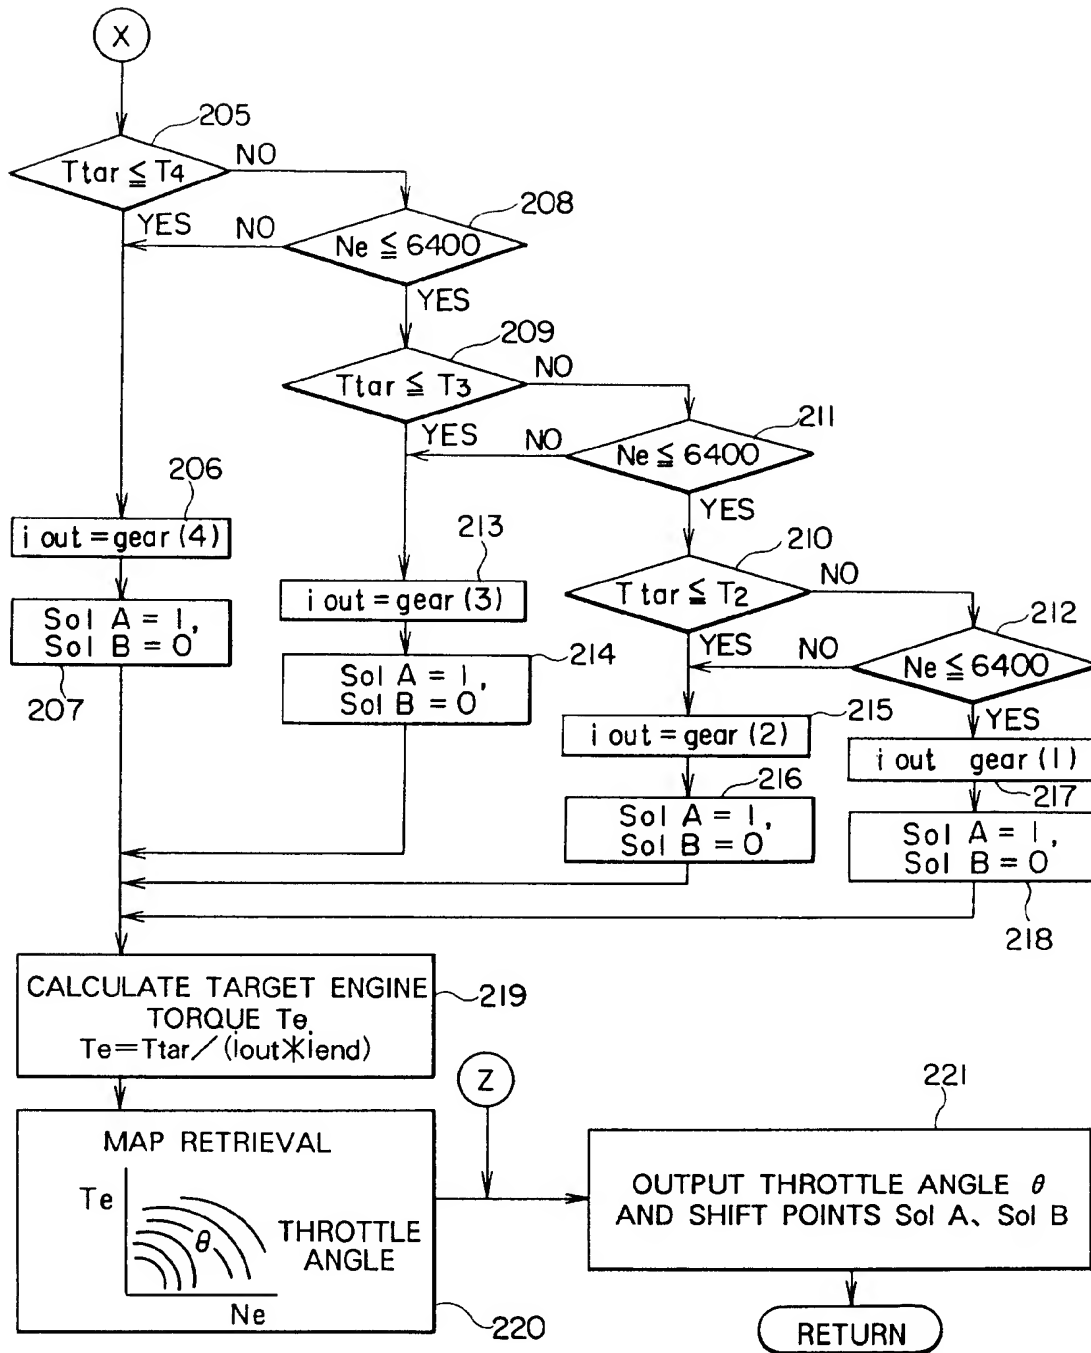 X
205
Ttar ≦ T4
NO
YES
208
NO
Ne ≦ 6400
YES
209
Ttar ≦ T3
NO
YES
211
NO
Ne ≦ 6400
YES
206
i out = gear (4)
213
i out = gear (3)
210
T tar ≦ T2
NO
YES
212
NO
Ne ≦ 6400
YES
Sol A = 1,
Sol B = 0
207
Sol A = 1,
Sol B = 0
214
215
i out = gear (2)
i out gear (1)
217
216
Sol A = 1,
Sol B = 0
Sol A = 1,
Sol B = 0
218
CALCULATE TARGET ENGINE
TORQUE Te.
Te=Ttar/(iout*iend)
219
Z
MAP RETRIEVAL
Te
θ
Ne
THROTTLE
ANGLE
220
221
OUTPUT THROTTLE ANGLE θ
AND SHIFT POINTS Sol A、Sol B
RETURN